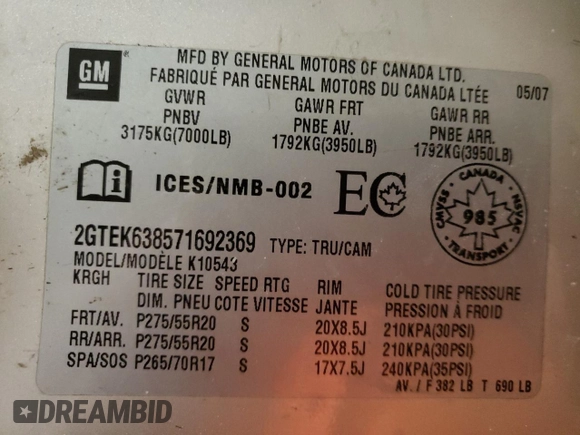 GM
MFD BY GENERAL MOTORS OF CANADA LTD.
FABRIQUÉ PAR GENERAL MOTORS DU CANADA LTÉE
05/07
GVWR GAWR FRT GAWR RR
PNBV PNBE AV. PNBE ARR.
3175KG(7000LB) 1792KG(3950LB) 1792KG(3950LB)
ICES/NMB-002 EC
CANADA
CMVSS 985 NSVAC
TRANSPORT
2GTEK638571692369 TYPE: TRU/CAM
MODEL/MODÈLE K10543
KRGH TIRE SIZE SPEED RTG RIM COLD TIRE PRESSURE
DIM. PNEU COTE VITESSE JANTE PRESSION À FROID
FRT/AV. P275/55R20 S 20X8.5J 210KPA(30PSI)
RR/ARR. P275/55R20 S 20X8.5J 210KPA(30PSI)
SPA/SOS P265/70R17 S 17X7.5J 240KPA(35PSI)
AV. / F 382 LB T 690 LB
DREAMBID